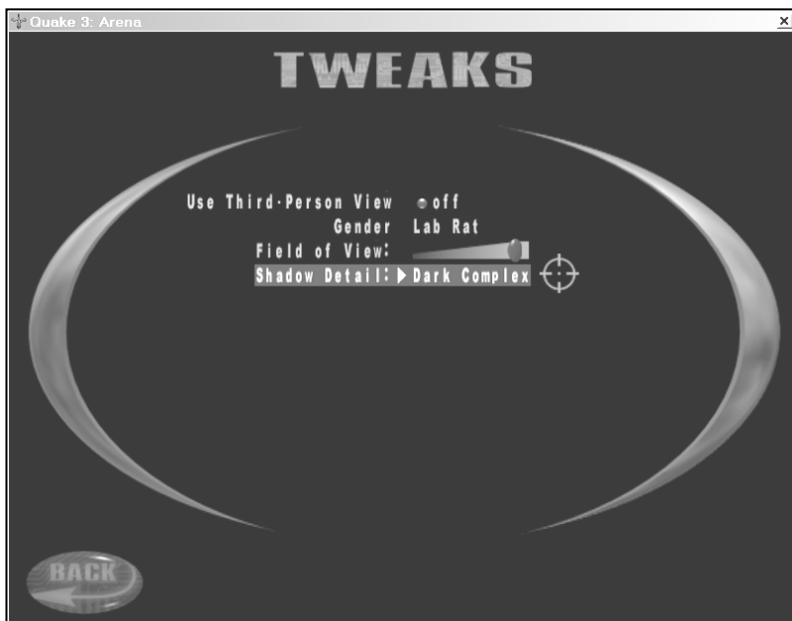 Quake 3: Arena
TWEAKS
Use Third-Person View off
Gender Lab Rat
Field of View:
Shadow Detail: Dark Complex
BACK